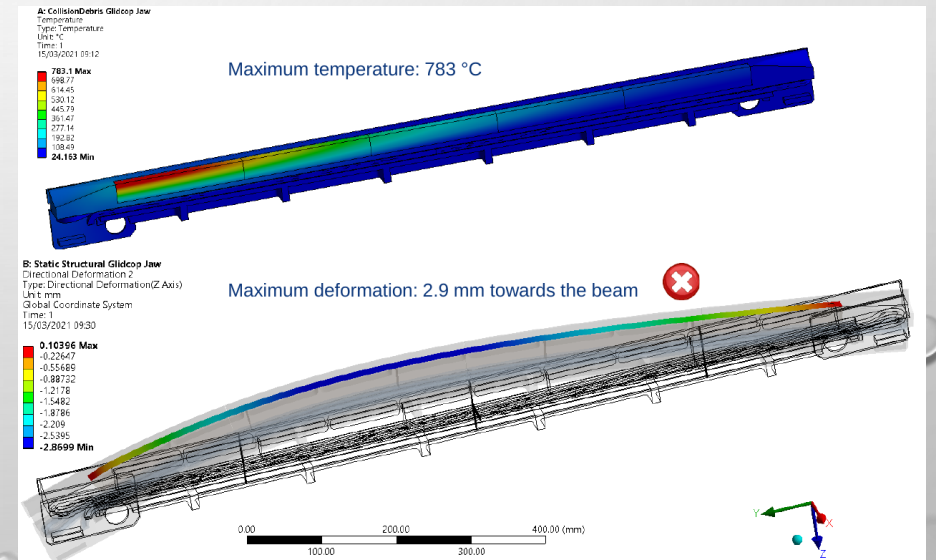 A: CollisionDebris Glidcop Jaw
Temperature
Type: Temperature
Unit: °C
Time: 1
15/03/2021 09:12
783.1 Max
698.77
614.45
530.12
445.79
361.47
277.14
192.82
108.49
24.163 Min
Maximum temperature: 783 °C
B: Static Structural Glidcop Jaw
Directional Deformation 2
Type: Directional Deformation(Z Axis)
Unit: mm
Global Coordinate System
Time: 1
15/03/2021 09:30
0.10396 Max
-0.22647
-0.55689
-0.88732
-1.2178
-1.5482
-1.8786
-2.209
-2.5395
-2.8699 Min
Maximum deformation: 2.9 mm towards the beam
0.00 200.00 400.00 (mm)
100.00 300.00
Y
X
Z